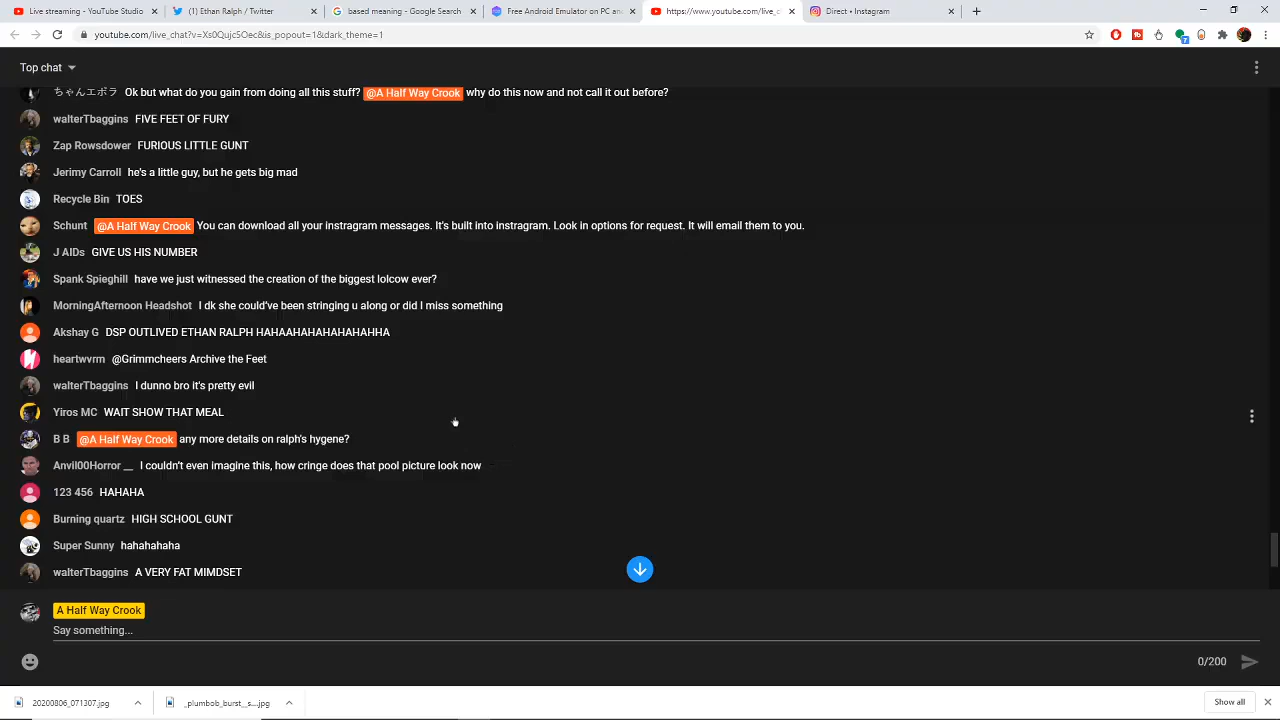 Live streaming - YouTube Studio
(1) Ethan Ralph / Twitter
based meaning - Google Search
Free Android Emulator on PC and
https://www.youtube.com/live_c
Direct • Instagram
youtube.com/live_chat?v=Xs0Qujc5Oec&is_popout=1&dark_theme=1
Top chat
ちゃんエボラ Ok but what do you gain from doing all this stuff? @A Half Way Crook why do this now and not call it out before?
walterTbaggins FIVE FEET OF FURY
Zap Rowsdower FURIOUS LITTLE GUNT
Jerimy Carroll he's a little guy, but he gets big mad
Recycle Bin TOES
Schunt @A Half Way Crook You can download all your instragram messages. It's built into instragram. Look in options for request. It will email them to you.
J AIDs GIVE US HIS NUMBER
Spank Spieghill have we just witnessed the creation of the biggest lolcow ever?
MorningAfternoon Headshot I dk she could've been stringing u along or did I miss something
Akshay G DSP OUTLIVED ETHAN RALPH HAHAAHAHAHAHAHHA
heartwvrm @Grimmcheers Archive the Feet
walterTbaggins I dunno bro it's pretty evil
Yiros MC WAIT SHOW THAT MEAL
B B @A Half Way Crook any more details on ralph's hygene?
Anvil00Horror __ I couldn't even imagine this, how cringe does that pool picture look now
123 456 HAHAHA
Burning quartz HIGH SCHOOL GUNT
Super Sunny hahahahaha
walterTbaggins A VERY FAT MIMDSET
A Half Way Crook
Say something...
0/200
20200806_071307.jpg
_plumbob_burst__s....jpg
Show all